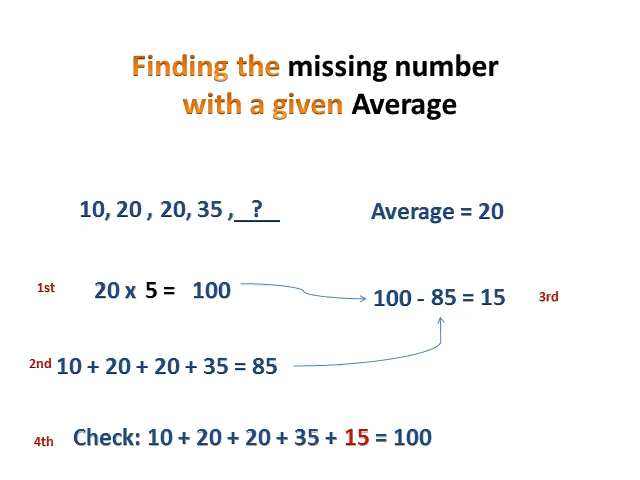 Finding the missing number
with a given Average
10, 20 , 20, 35 , ? Average = 20
1st 20 x 5 = 100
100 - 85 = 15 3rd
2nd 10 + 20 + 20 + 35 = 85
4th Check: 10 + 20 + 20 + 35 + 15 = 100